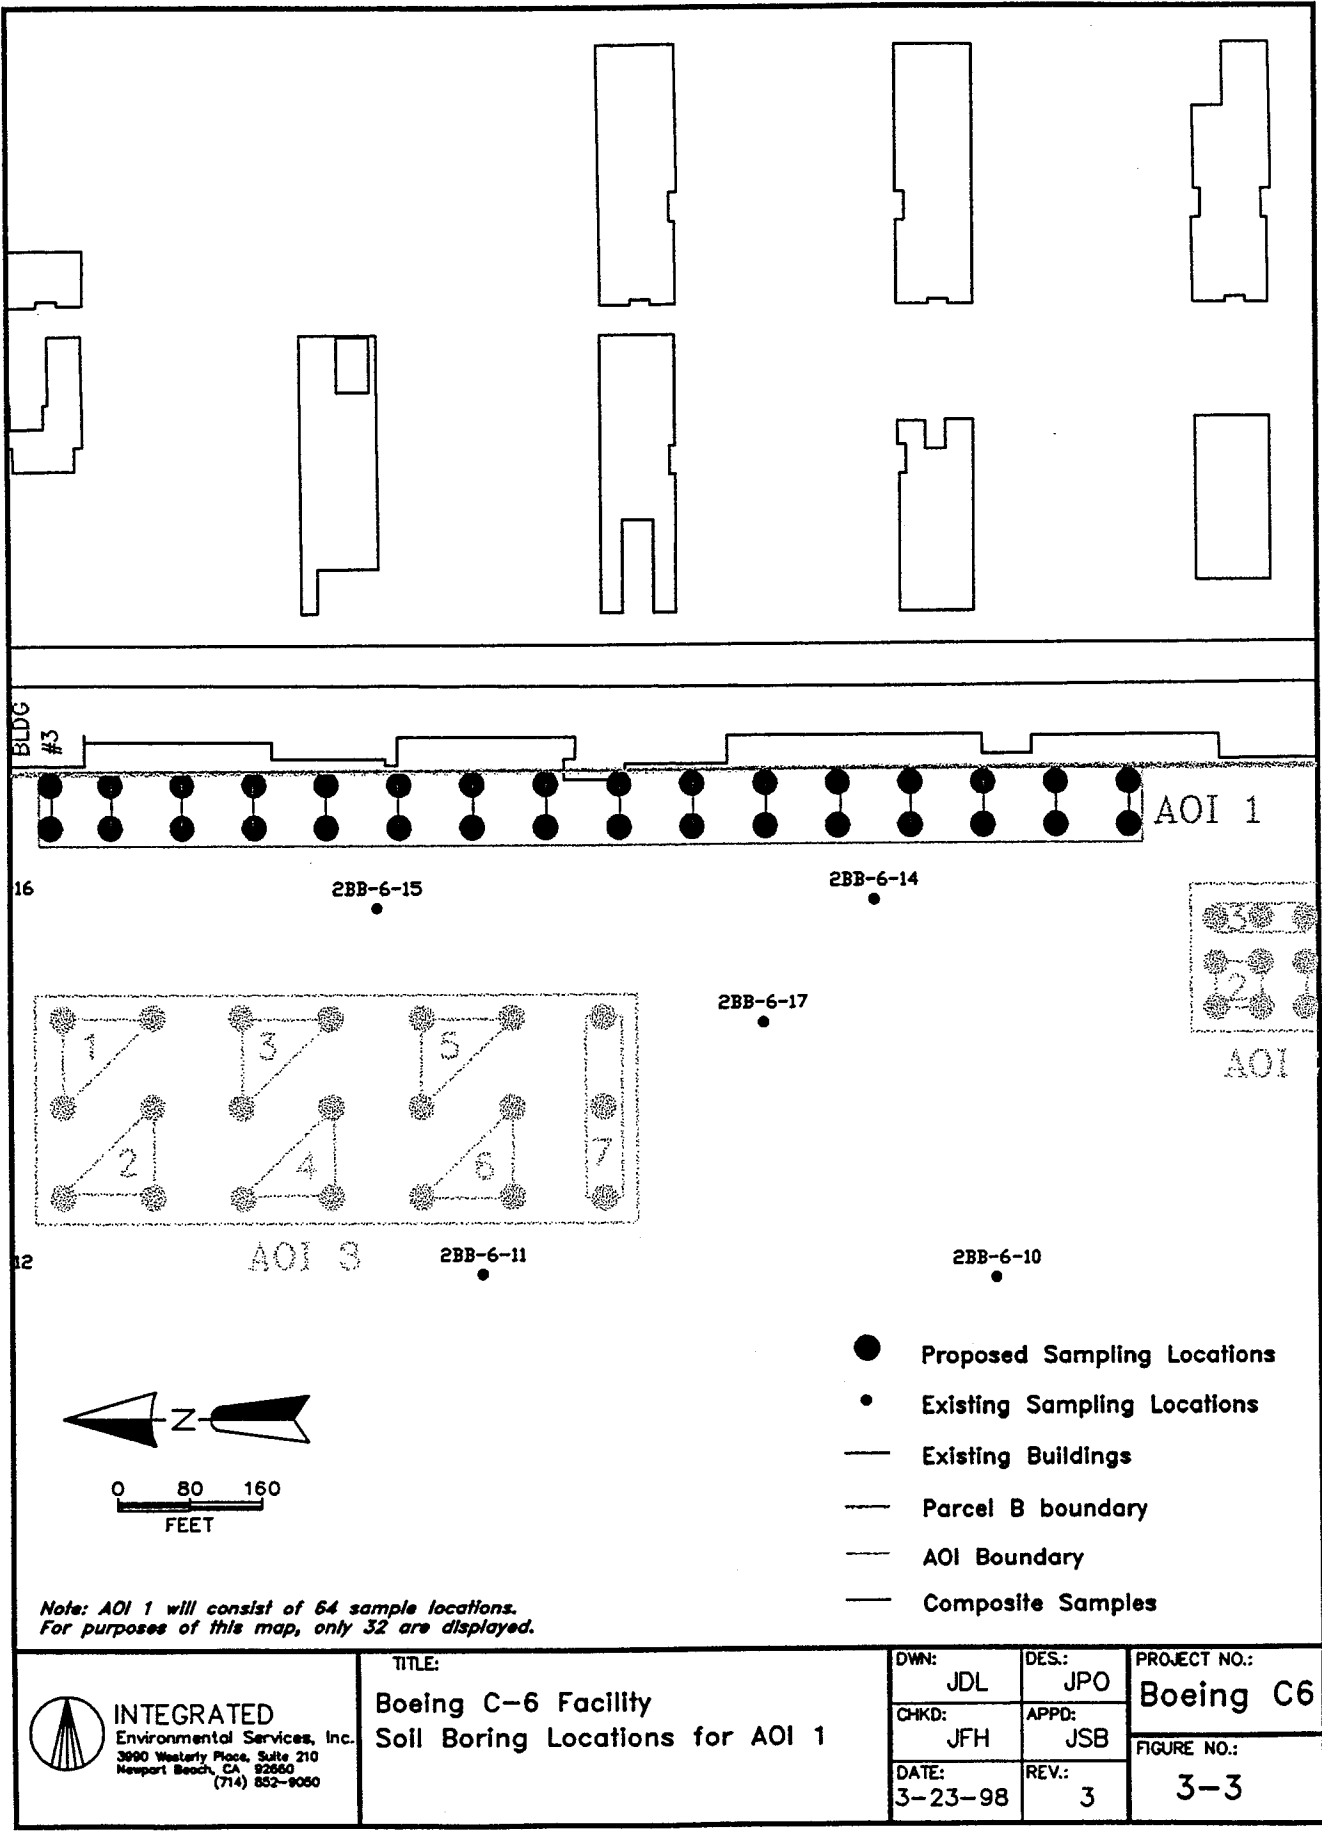 BLDG
#3
AOI 1
16
2BB-6-15
2BB-6-14
3
2
AOI
2BB-6-17
1
3
5
2
4
6
7
AOI 3
12
2BB-6-11
2BB-6-10
Proposed Sampling Locations
Existing Sampling Locations
Existing Buildings
Parcel B boundary
AOI Boundary
Composite Samples
Z
0 80 160
FEET
Note: AOI 1 will consist of 64 sample locations.
For purposes of this map, only 32 are displayed.
INTEGRATED
Environmental Services, Inc.
3990 Westerly Place, Suite 210
Newport Beach, CA 92660
(714) 852-9050
TITLE:
Boeing C-6 Facility
Soil Boring Locations for AOI 1
DWN:
JDL
DES.:
JPO
CHKD:
JFH
APPD:
JSB
DATE:
3-23-98
REV.:
3
PROJECT NO.:
Boeing C6
FIGURE NO.:
3-3